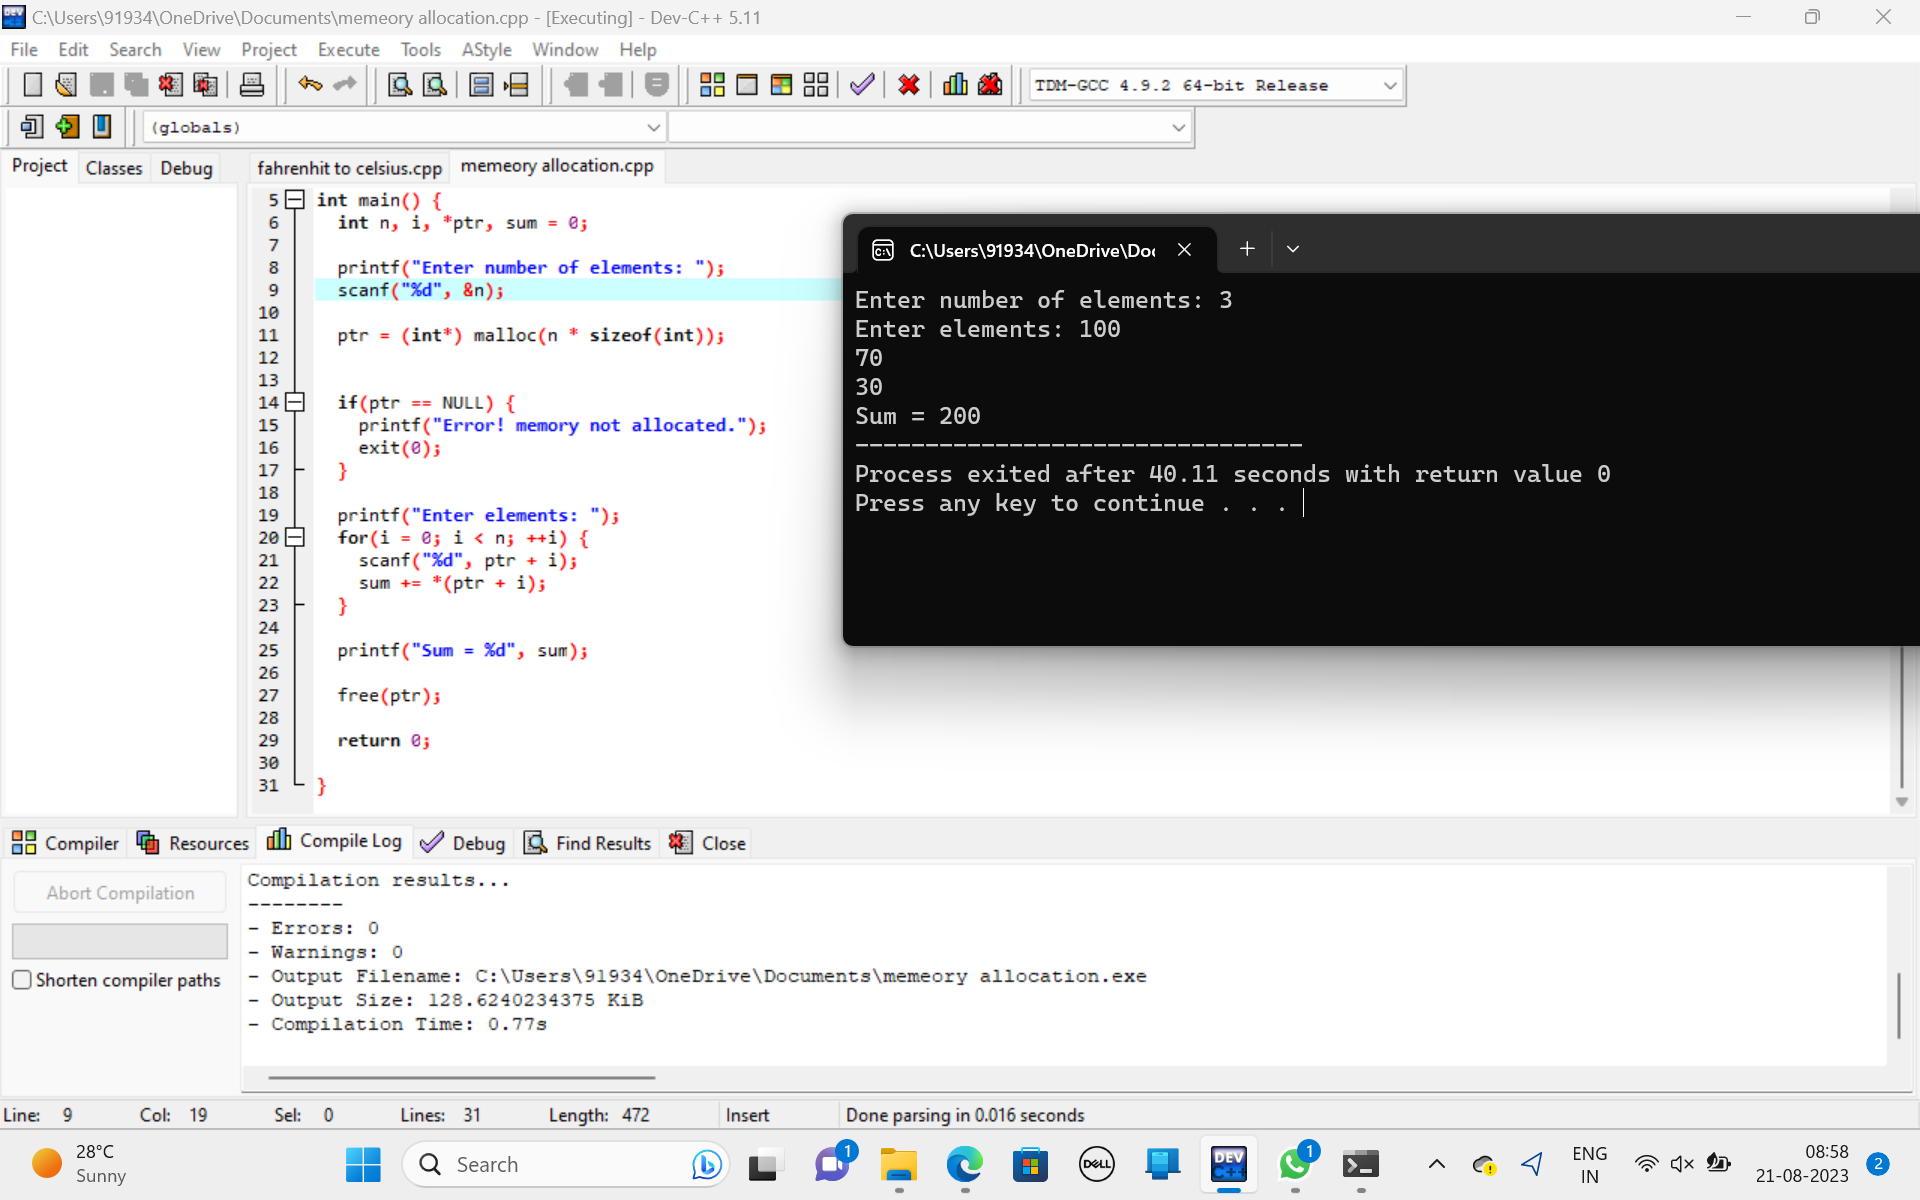 C:\Users\91934\OneDrive\Documents\memeory allocation.cpp - [Executing] - Dev-C++ 5.11
File Edit Search View Project Execute Tools AStyle Window Help
TDM-GCC 4.9.2 64-bit Release
(globals)
Project Classes Debug
fahrenhit to celsius.cpp memeory allocation.cpp
5 int main() {
6 int n, i, *ptr, sum = 0;
7
8 printf("Enter number of elements: ");
9 scanf("%d", &n);
10
11 ptr = (int*) malloc(n * sizeof(int));
12
13
14 if(ptr == NULL) {
15 printf("Error! memory not allocated.");
16 exit(0);
17 }
18
19 printf("Enter elements: ");
20 for(i = 0; i < n; ++i) {
21 scanf("%d", ptr + i);
22 sum += *(ptr + i);
23 }
24
25 printf("Sum = %d", sum);
26
27 free(ptr);
28
29 return 0;
30
31 }
C:\Users\91934\OneDrive\Doc
Enter number of elements: 3
Enter elements: 100
70
30
Sum = 200
--------------------------------
Process exited after 40.11 seconds with return value 0
Press any key to continue . . .
Compiler Resources Compile Log Debug Find Results Close
Abort Compilation
Shorten compiler paths
Compilation results...
--------
- Errors: 0
- Warnings: 0
- Output Filename: C:\Users\91934\OneDrive\Documents\memeory allocation.exe
- Output Size: 128.6240234375 KiB
- Compilation Time: 0.77s
Line: 9 Col: 19 Sel: 0 Lines: 31 Length: 472 Insert Done parsing in 0.016 seconds
28°C
Sunny
Search
1
DELL
DEV
C++
1
ENG
IN
08:58
21-08-2023
2